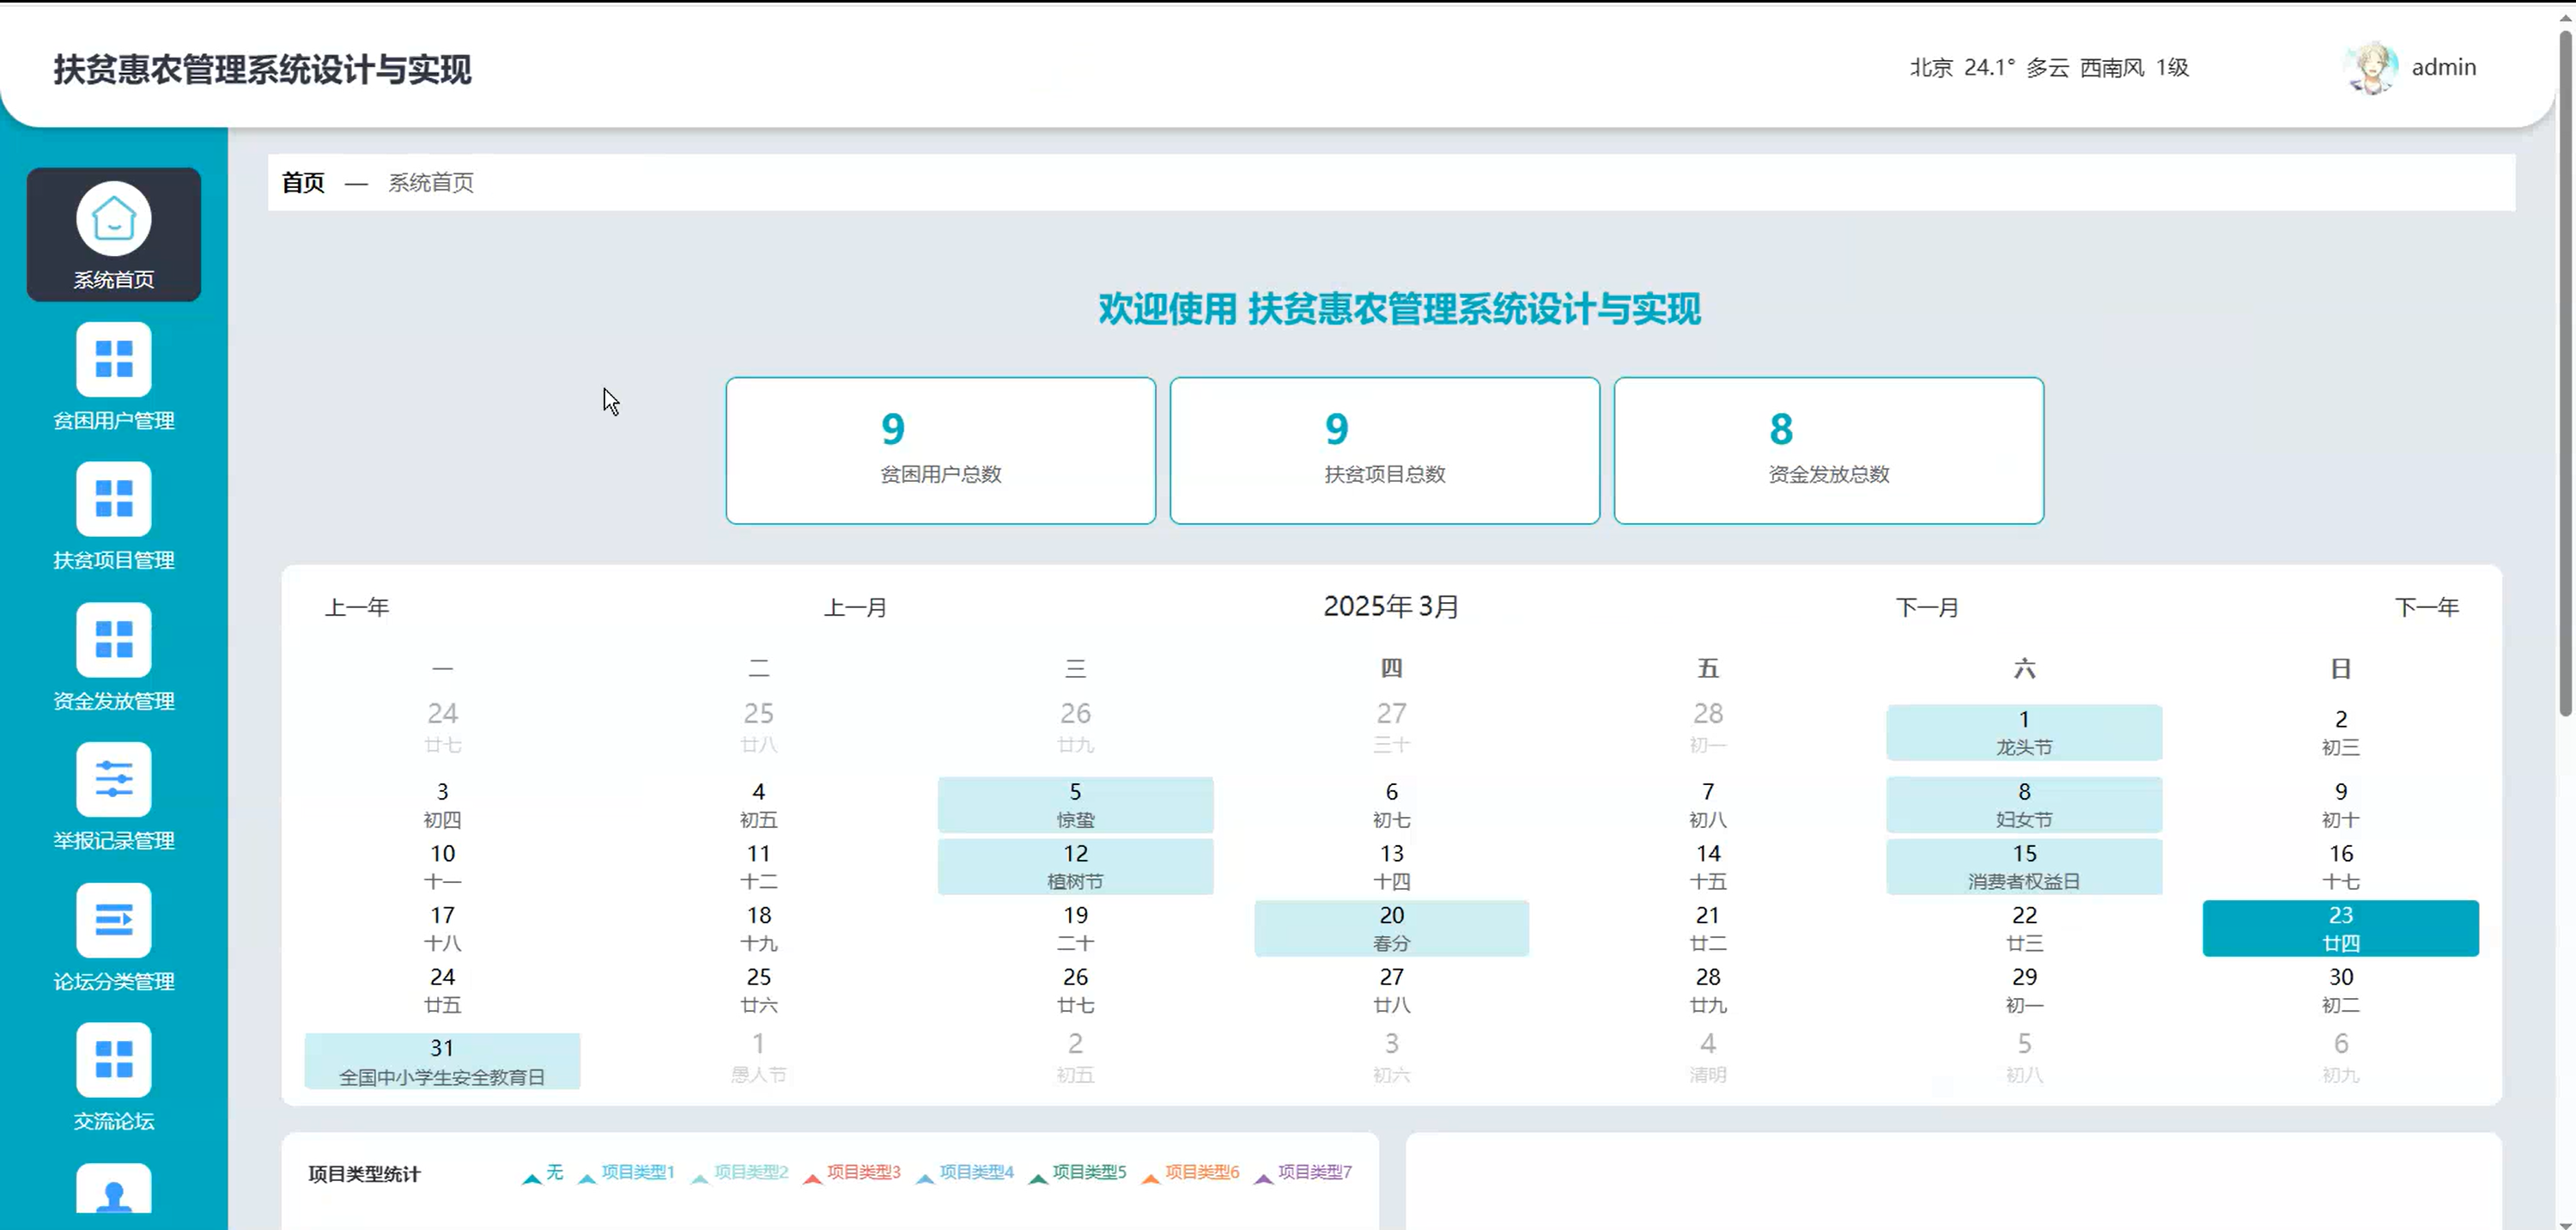 扶贫惠农管理系统设计与实现
北京 24.1° 多云 西南风 1级
admin
首页 — 系统首页
系统首页
贫困用户管理
扶贫项目管理
资金发放管理
举报记录管理
论坛分类管理
交流论坛
欢迎使用 扶贫惠农管理系统设计与实现
9
贫困用户总数
9
扶贫项目总数
8
资金发放总数
上一年 上一月 2025年 3月 下一月 下一年
一 二 三 四 五 六 日
24 25 26 27 28 1 2
廿七 廿八 廿九 三十 初一 龙头节 初三
3 4 5 6 7 8 9
初四 初五 惊蛰 初七 初八 妇女节 初十
10 11 12 13 14 15 16
十一 十二 植树节 十四 十五 消费者权益日 十七
17 18 19 20 21 22 23
十八 十九 二十 春分 廿二 廿三 廿四
24 25 26 27 28 29 30
廿五 廿六 廿七 廿八 廿九 初一 初二
31 1 2 3 4 5 6
全国中小学生安全教育日 愚人节 初五 初六 清明 初八 初九
项目类型统计
无 项目类型1 项目类型2 项目类型3 项目类型4 项目类型5 项目类型6 项目类型7